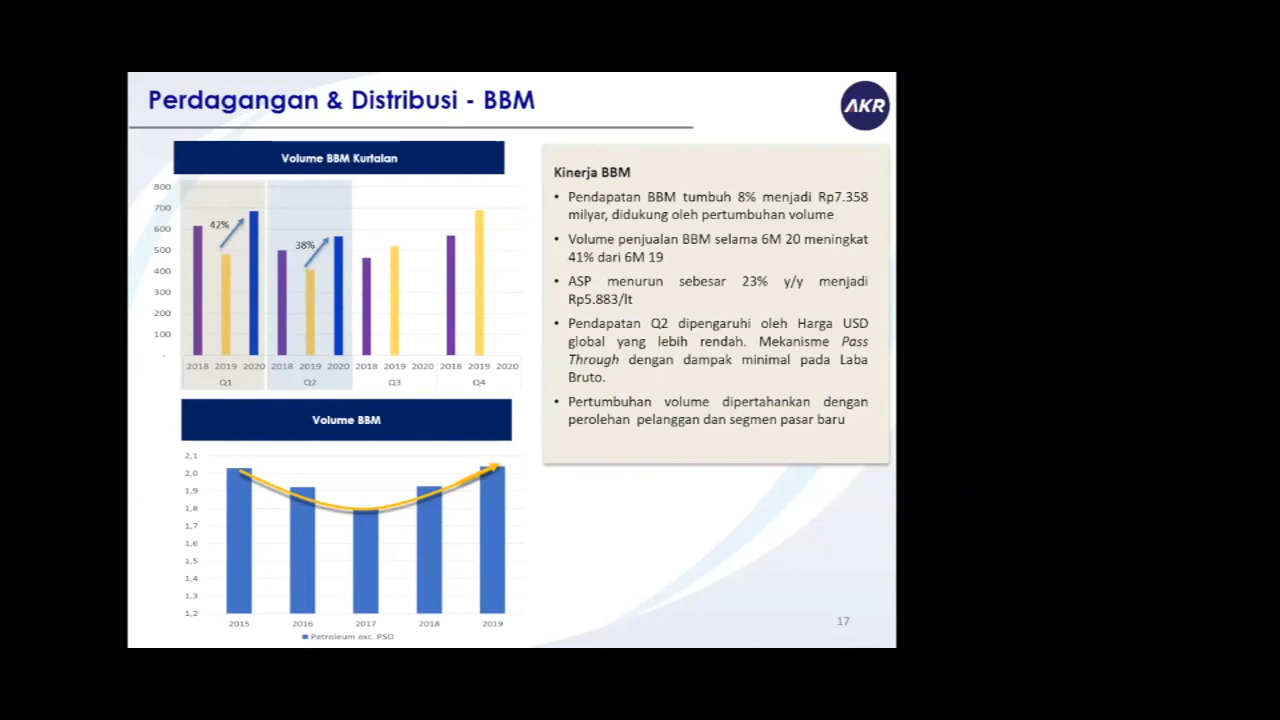 Perdagangan & Distribusi - BBM
AKR
Volume BBM Kurtalan
800
700
600
500
400
300
200
100
-
42%
38%
2018 2019 2020 2018 2019 2020 2018 2019 2020 2018 2019 2020
Q1 Q2 Q3 Q4
Volume BBM
2,1
2,0
1,9
1,8
1,7
1,6
1,5
1,4
1,3
1,2
2015 2016 2017 2018 2019
Petroleum exc. PSO
Kinerja BBM
• Pendapatan BBM tumbuh 8% menjadi Rp7.358
milyar, didukung oleh pertumbuhan volume
• Volume penjualan BBM selama 6M 20 meningkat
41% dari 6M 19
• ASP menurun sebesar 23% y/y menjadi
Rp5.883/lt
• Pendapatan Q2 dipengaruhi oleh Harga USD
global yang lebih rendah. Mekanisme Pass
Through dengan dampak minimal pada Laba
Bruto.
• Pertumbuhan volume dipertahankan dengan
perolehan pelanggan dan segmen pasar baru
17